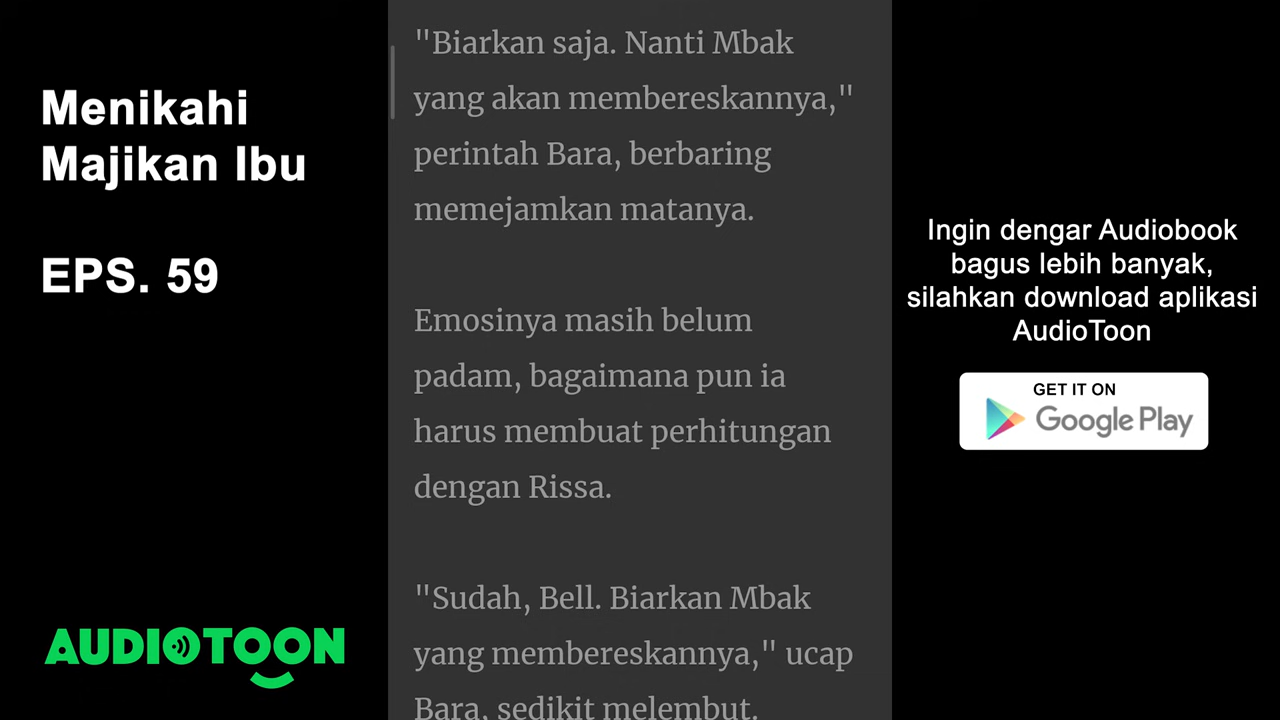 Menikahi
Majikan Ibu
EPS. 59
AUDIOTOON
"Biarkan saja. Nanti Mbak
yang akan membereskannya,"
perintah Bara, berbaring
memejamkan matanya.
Emosinya masih belum
padam, bagaimana pun ia
harus membuat perhitungan
dengan Rissa.
"Sudah, Bell. Biarkan Mbak
yang membereskannya," ucap
Bara, sedikit melembut.
Ingin dengar Audiobook
bagus lebih banyak,
silahkan download aplikasi
AudioToon
GET IT ON
Google Play